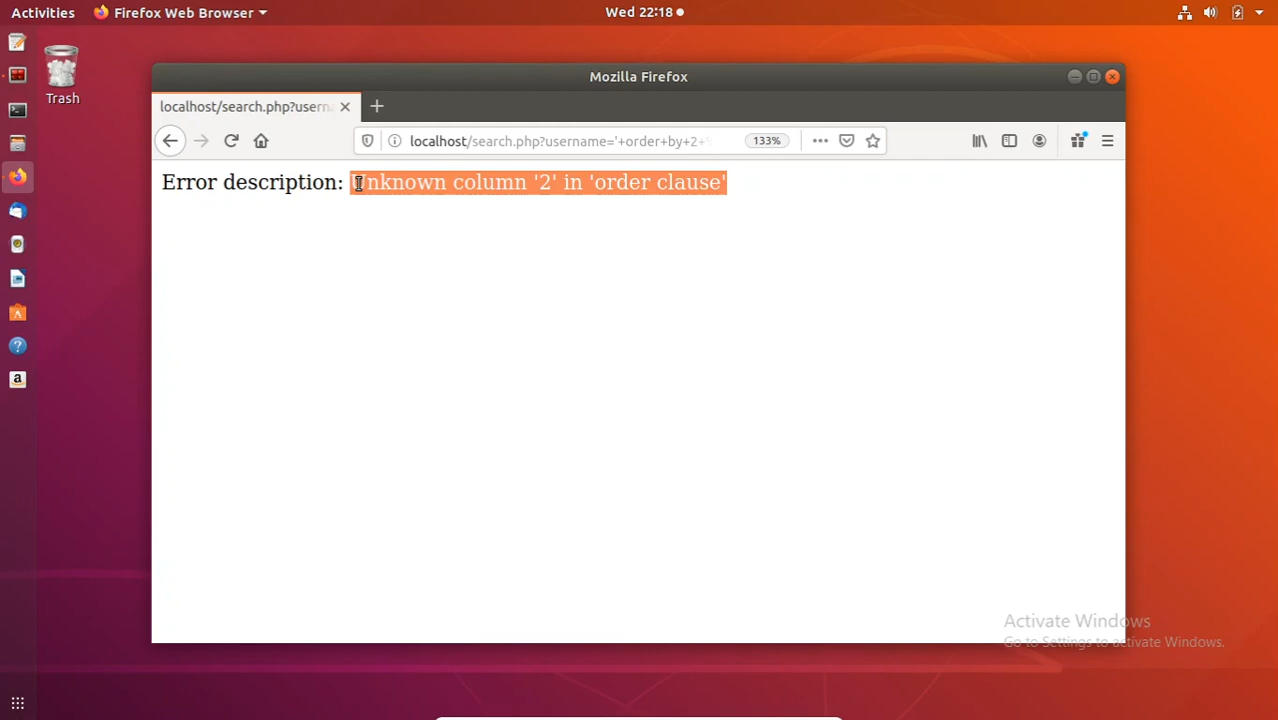 Activities Firefox Web Browser Wed 22:18
Trash
Mozilla Firefox
localhost/search.php?usern
localhost/search.php?username='+order+by+2+ 133%
Error description: Unknown column '2' in 'order clause'
Activate Windows
Go to Settings to activate Windows.